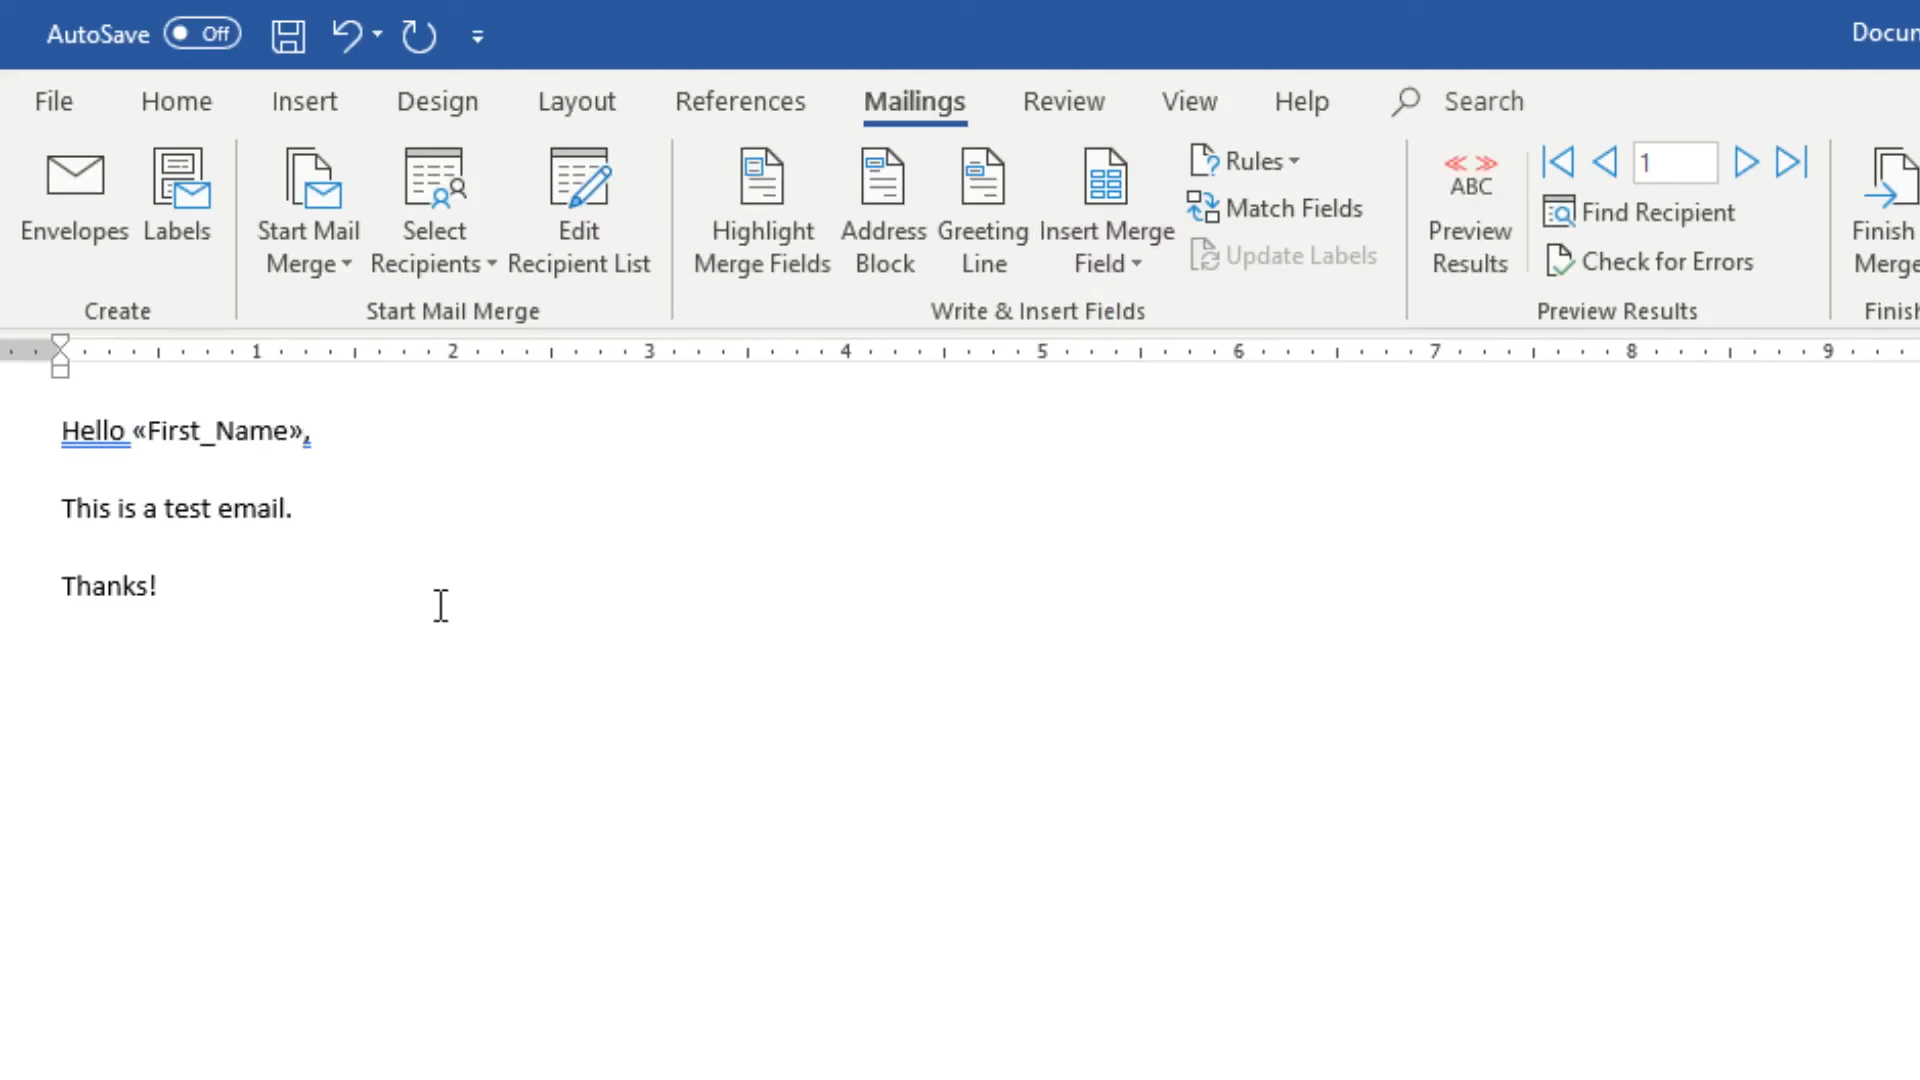 AutoSave Off Docum
File Home Insert Design Layout References Mailings Review View Help Search
Envelopes Labels Start Mail Merge Select Recipients Edit Recipient List Highlight Merge Fields Address Block Greeting Line Insert Merge Field Rules Match Fields Update Labels ABC Preview Results 1 Find Recipient Check for Errors Finish Merge
Create Start Mail Merge Write & Insert Fields Preview Results Finish
1 2 3 4 5 6 7 8 9
Hello «First_Name»,
This is a test email.
Thanks!